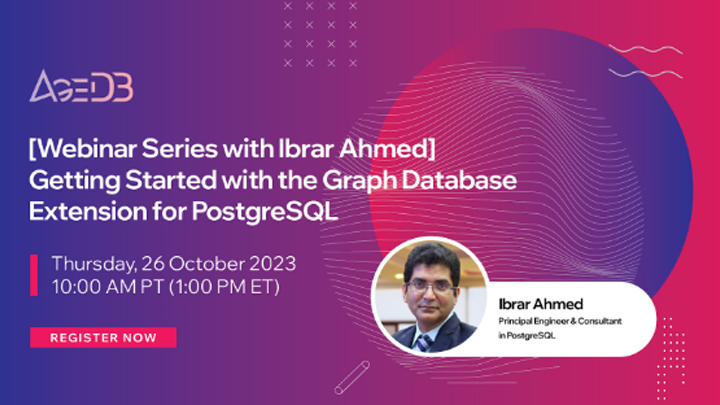 AGEDB
[Webinar Series with Ibrar Ahmed]
Getting Started with the Graph Database
Extension for PostgreSQL
Thursday, 26 October 2023
10:00 AM PT (1:00 PM ET)
REGISTER NOW
Ibrar Ahmed
Principal Engineer & Consultant
in PostgreSQL